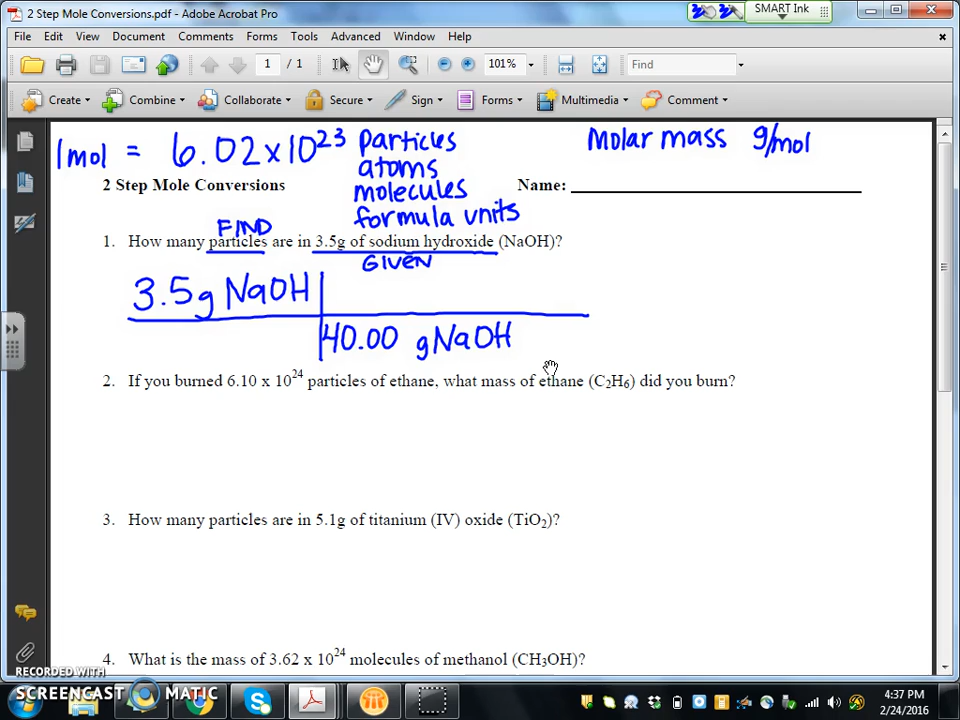 2 Step Mole Conversions.pdf - Adobe Acrobat Pro
SMART Ink
File Edit View Document Comments Forms Tools Advanced Window Help
1 / 1 101% Find
Create Combine Collaborate Secure Sign Forms Multimedia Comment
1 mol = 6.02x10²³ particles
atoms
molecules
formula units
Molar mass g/mol
2 Step Mole Conversions Name:
FIND
1. How many particles are in 3.5g of sodium hydroxide (NaOH)?
GIVEN
3.5g NaOH
40.00 gNaOH
2. If you burned 6.10 x 10²⁴ particles of ethane, what mass of ethane (C₂H₆) did you burn?
3. How many particles are in 5.1g of titanium (IV) oxide (TiO₂)?
4. What is the mass of 3.62 x 10²⁴ molecules of methanol (CH₃OH)?
RECORDED WITH
SCREENCAST MATIC
4:37 PM
2/24/2016